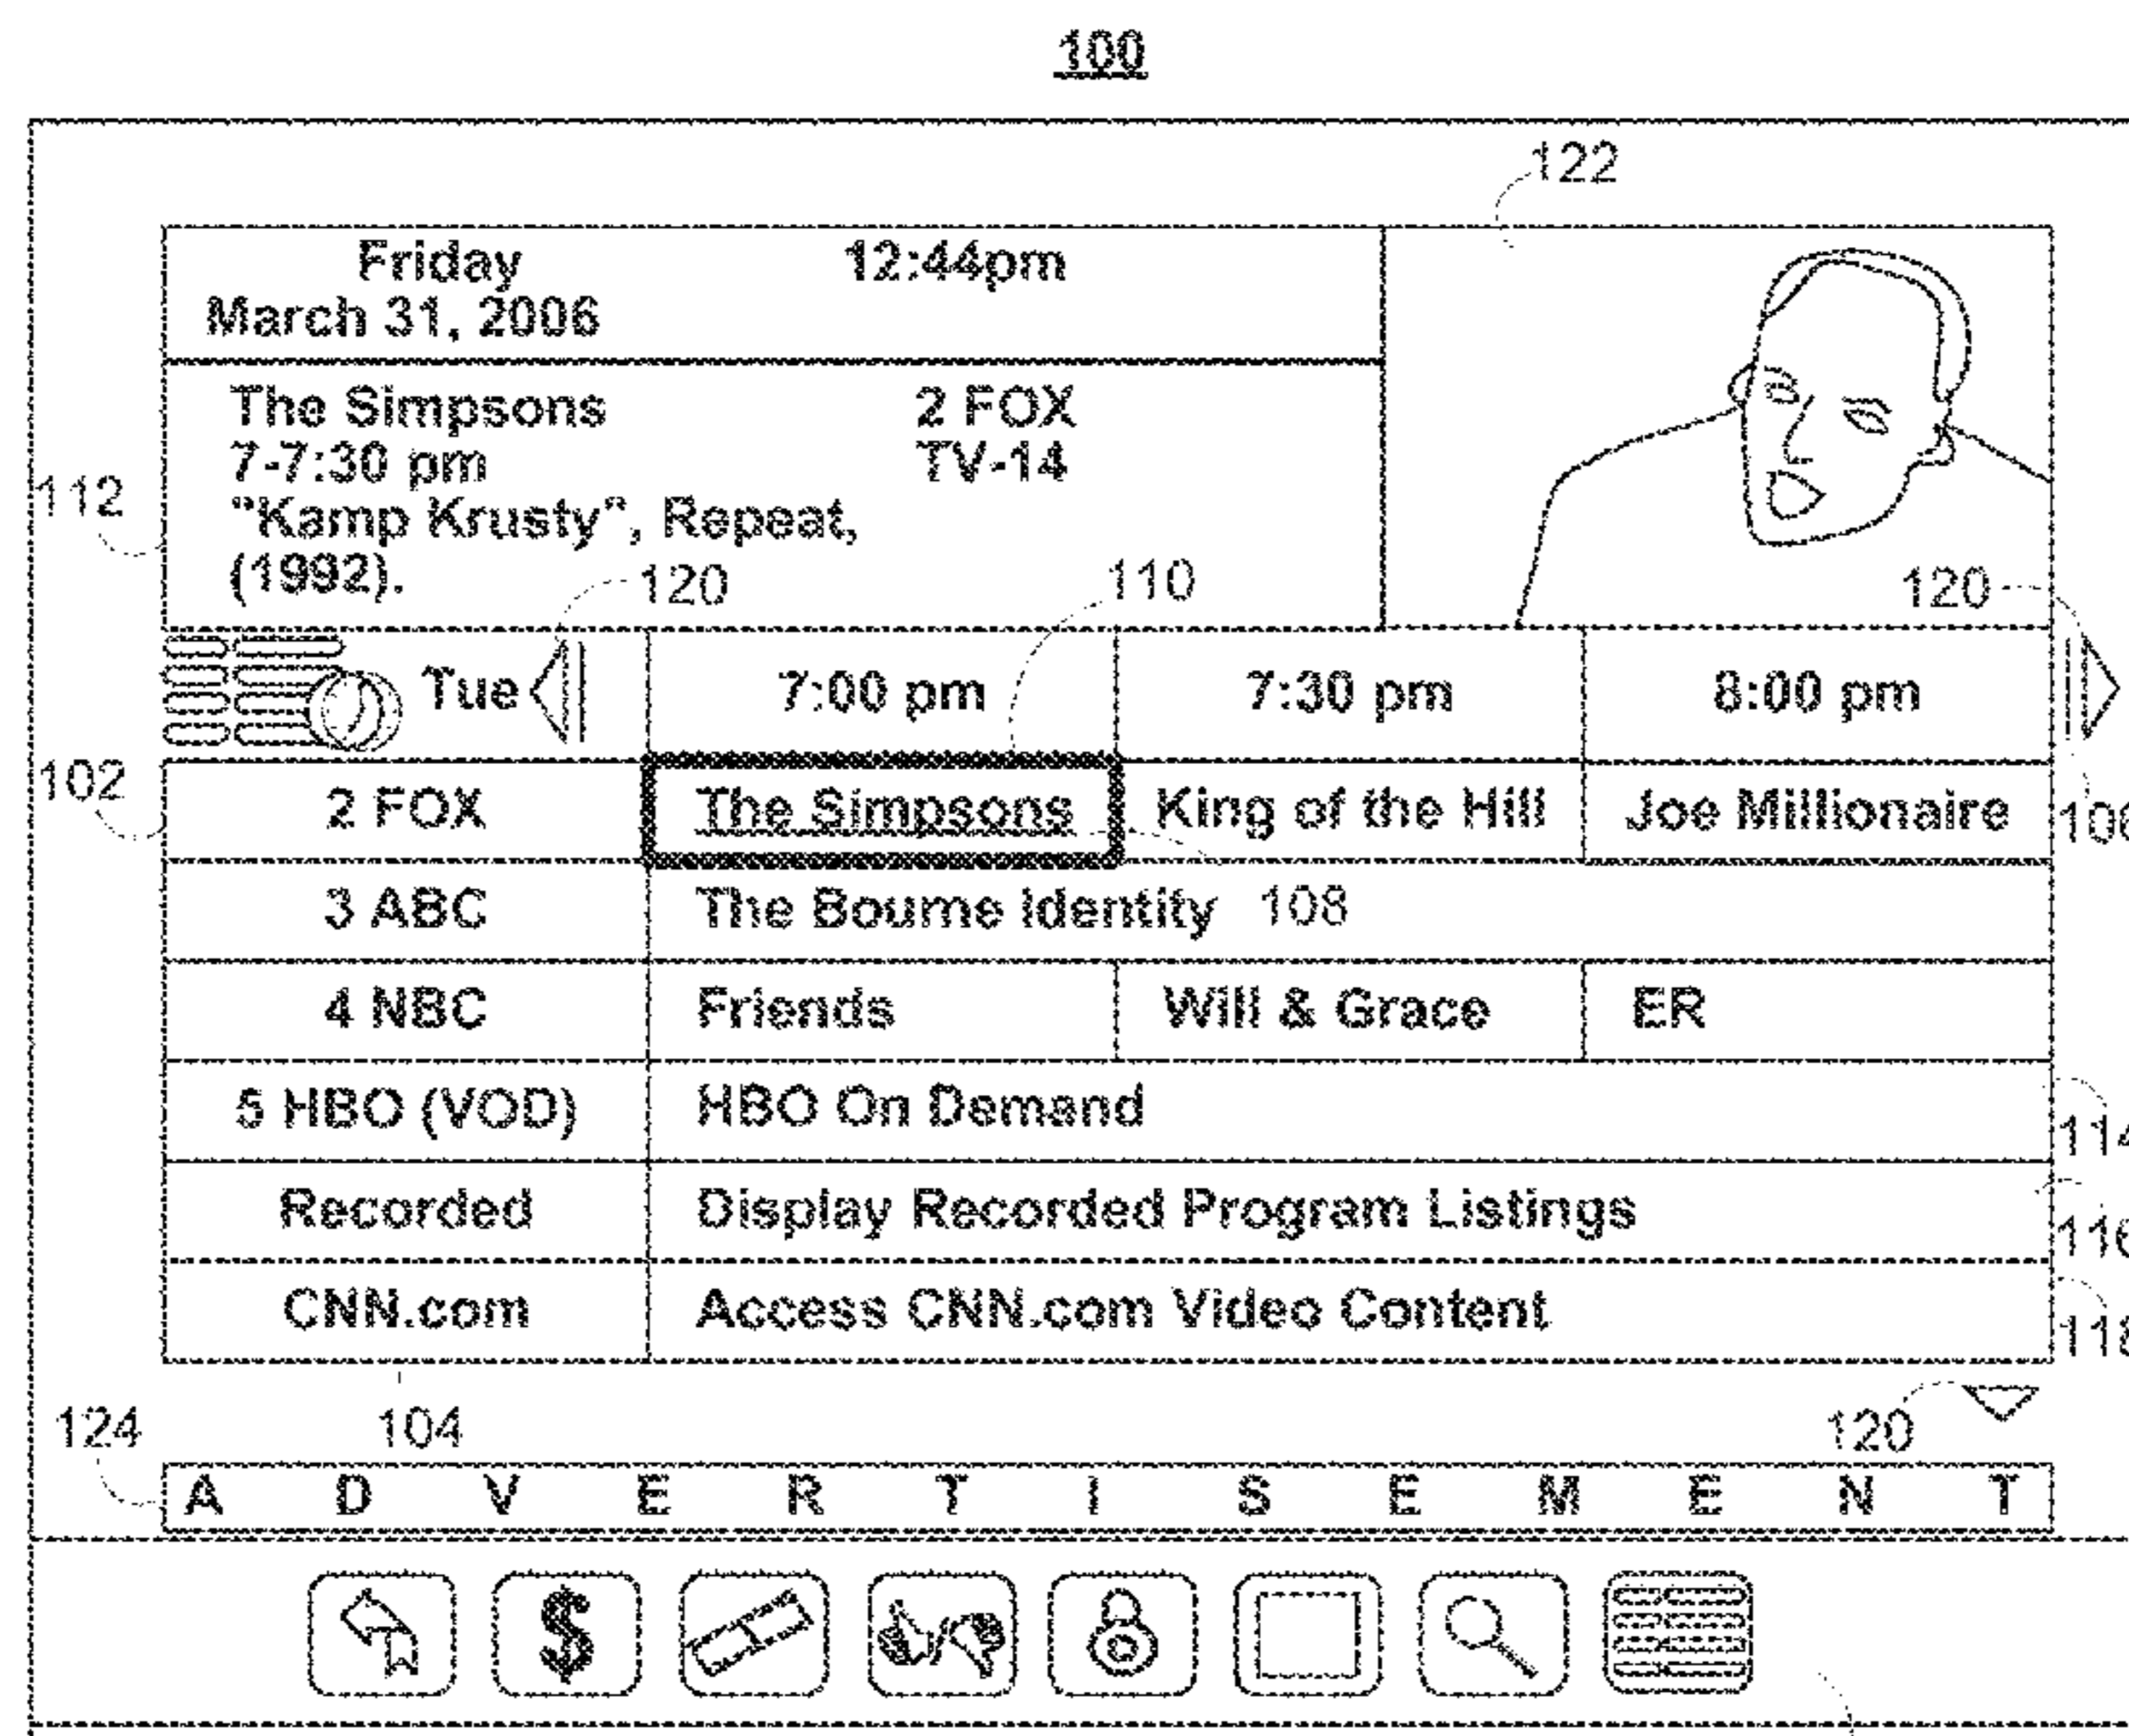 100
122
Friday 12:44pm
March 31, 2006
The Simpsons 2 FOX
7-7:30 pm TV-14
112
"Kamp Krusty", Repeat,
(1992).
120 110 120
Tue 7:00 pm 7:30 pm 8:00 pm
102
2 FOX The Simpsons King of the Hill Joe Millionaire
3 ABC The Bourne Identity 108
4 NBC Friends Will & Grace ER
5 HBO (VOD) HBO On Demand
114
Recorded Display Recorded Program Listings
CNN.com Access CNN.com Video Content
124 104 120
A D V E R T I S E M E N T
$